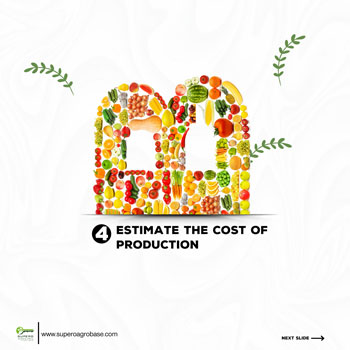 4 ESTIMATE THE COST OF
PRODUCTION
www.superoagrobase.com
NEXT SLIDE